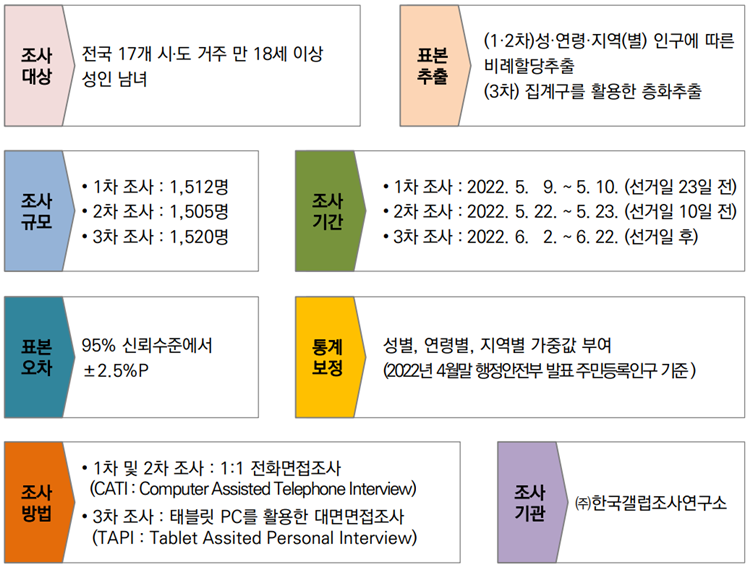 조사
대상
전국 17개 시·도 거주 만 18세 이상
성인 남녀
표본
추출
(1·2차)성·연령·지역(별) 인구에 따른
비례할당추출
(3차) 집계구를 활용한 층화추출
조사
규모
• 1차 조사 : 1,512명
• 2차 조사 : 1,505명
• 3차 조사 : 1,520명
조사
기간
• 1차 조사 : 2022. 5. 9. ~ 5. 10. (선거일 23일 전)
• 2차 조사 : 2022. 5. 22. ~ 5. 23. (선거일 10일 전)
• 3차 조사 : 2022. 6. 2. ~ 6. 22. (선거일 후)
표본
오차
95% 신뢰수준에서
±2.5%P
통계
보정
성별, 연령별, 지역별 가중값 부여
(2022년 4월말 행정안전부 발표 주민등록인구 기준 )
조사
방법
• 1차 및 2차 조사 : 1:1 전화면접조사
(CATI : Computer Assisted Telephone Interview)
• 3차 조사 : 태블릿 PC를 활용한 대면면접조사
(TAPI : Tablet Assited Personal Interview)
조사
기관
㈜한국갤럽조사연구소